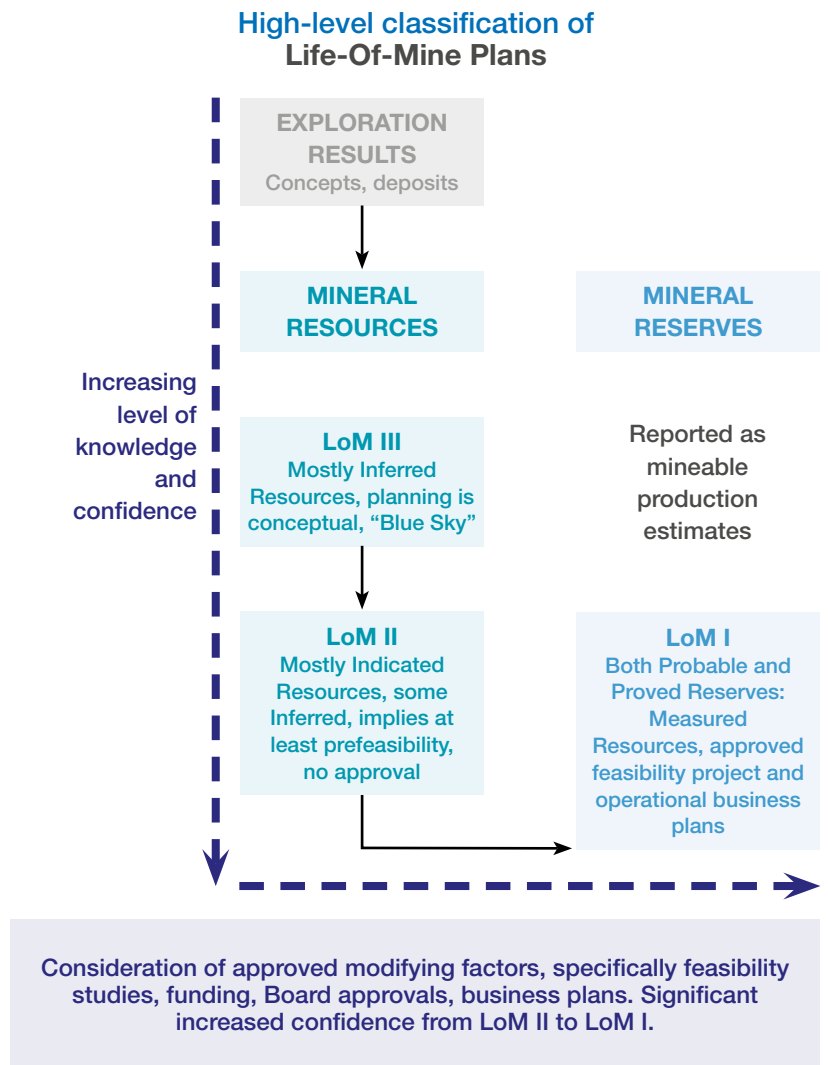 High-level classification of
Life-Of-Mine Plans
EXPLORATION
RESULTS
Concepts, deposits
MINERAL
RESOURCES
MINERAL
RESERVES
Increasing
level of
knowledge
and
confidence
LoM III
Mostly Inferred
Resources, planning is
conceptual, “Blue Sky”
Reported as
mineable
production
estimates
LoM II
Mostly Indicated
Resources, some
Inferred, implies at
least prefeasibility,
no approval
LoM I
Both Probable and
Proved Reserves:
Measured
Resources, approved
feasibility project and
operational business
plans
Consideration of approved modifying factors, specifically feasibility
studies, funding, Board approvals, business plans. Significant
increased confidence from LoM II to LoM I.